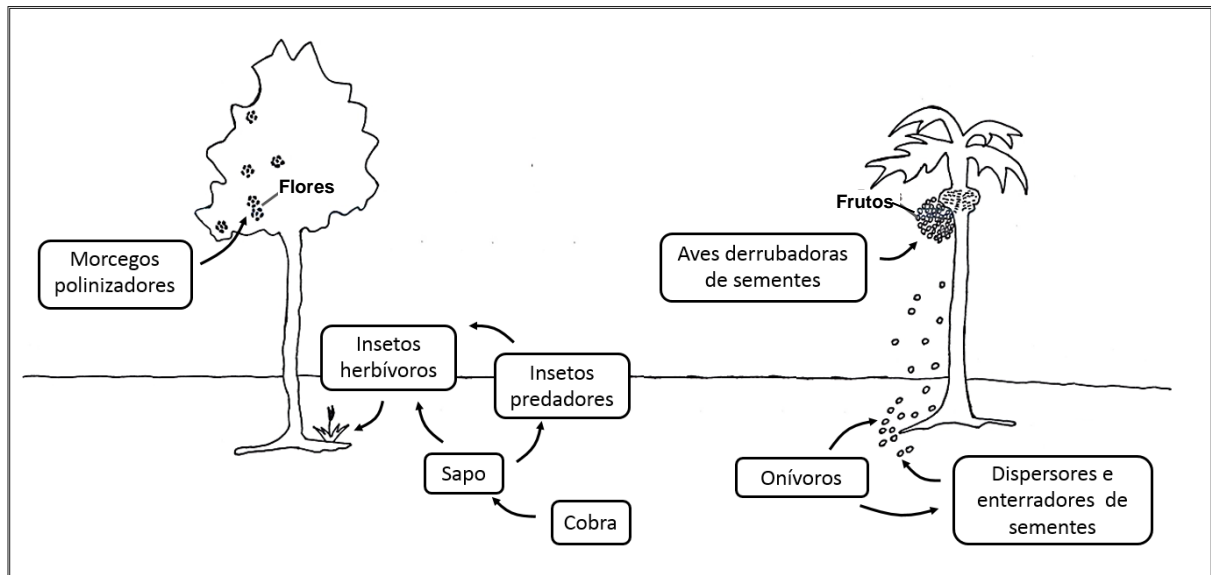 Flores
Frutos
Morcegos
polinizadores
Aves derrubadoras
de sementes
Insetos
herbívoros
Insetos
predadores
Sapo
Cobra
Onívoros
Dispersores e
enterradores de
sementes